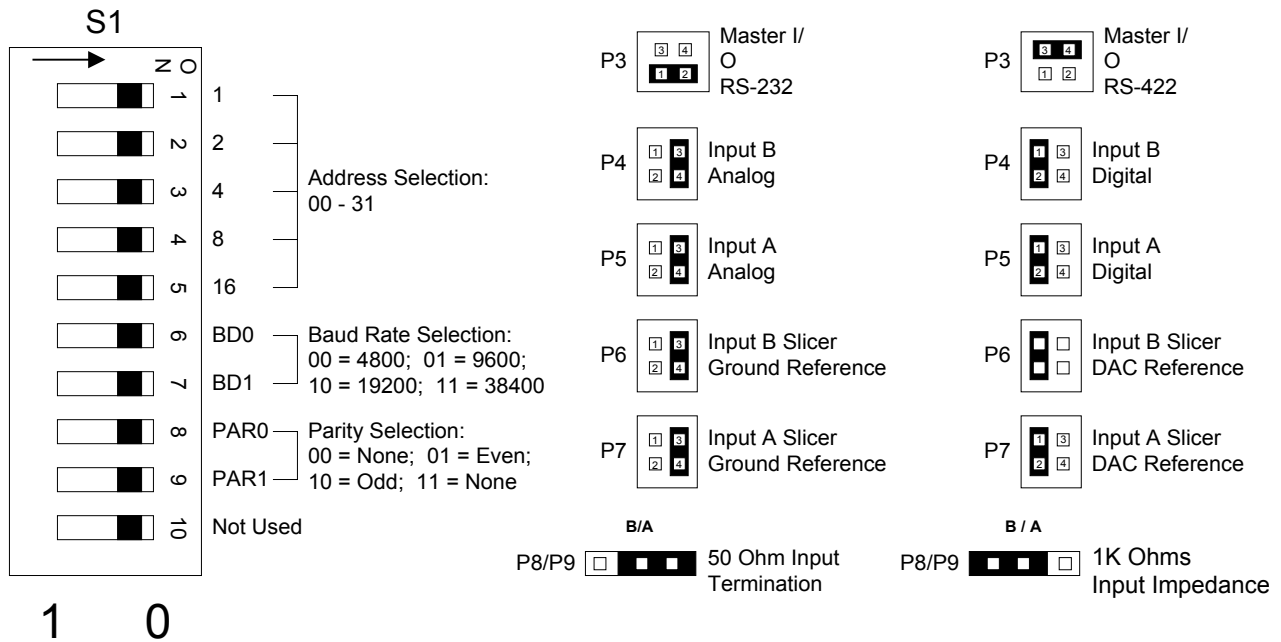 S1
ON
1 1
2 2
3 4
4 8
5 16
Address Selection:
00 - 31
6 BD0
7 BD1
Baud Rate Selection:
00 = 4800; 01 = 9600;
10 = 19200; 11 = 38400
8 PAR0
9 PAR1
Parity Selection:
00 = None; 01 = Even;
10 = Odd; 11 = None
10 Not Used
1 0
P3
3 4
1 2
Master I/
O
RS-232
P4
1 3
2 4
Input B
Analog
P5
1 3
2 4
Input A
Analog
P6
1 3
2 4
Input B Slicer
Ground Reference
P7
1 3
2 4
Input A Slicer
Ground Reference
B/A
P8/P9
50 Ohm Input
Termination
P3
3 4
1 2
Master I/
O
RS-422
P4
1 3
2 4
Input B
Digital
P5
1 3
2 4
Input A
Digital
P6
Input B Slicer
DAC Reference
P7
1 3
2 4
Input A Slicer
DAC Reference
B / A
P8/P9
1K Ohms
Input Impedance